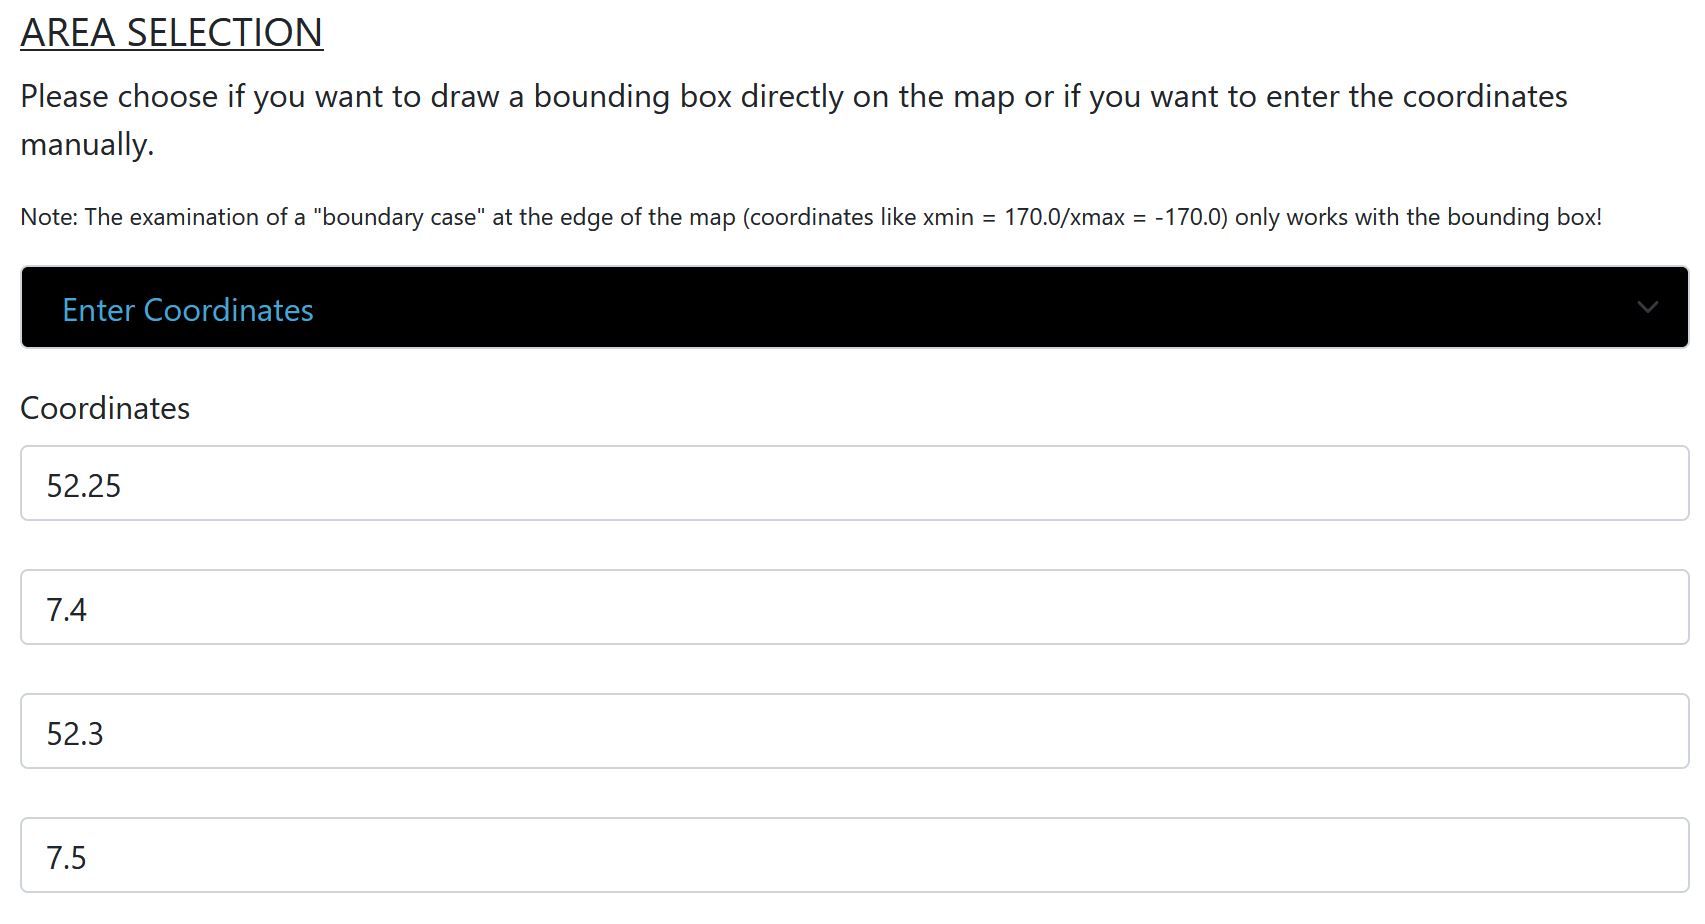 AREA SELECTION
Please choose if you want to draw a bounding box directly on the map or if you want to enter the coordinates
manually.
Note: The examination of a "boundary case" at the edge of the map (coordinates like xmin = 170.0/xmax = -170.0) only works with the bounding box!
Enter Coordinates
Coordinates
52.25
7.4
52.3
7.5